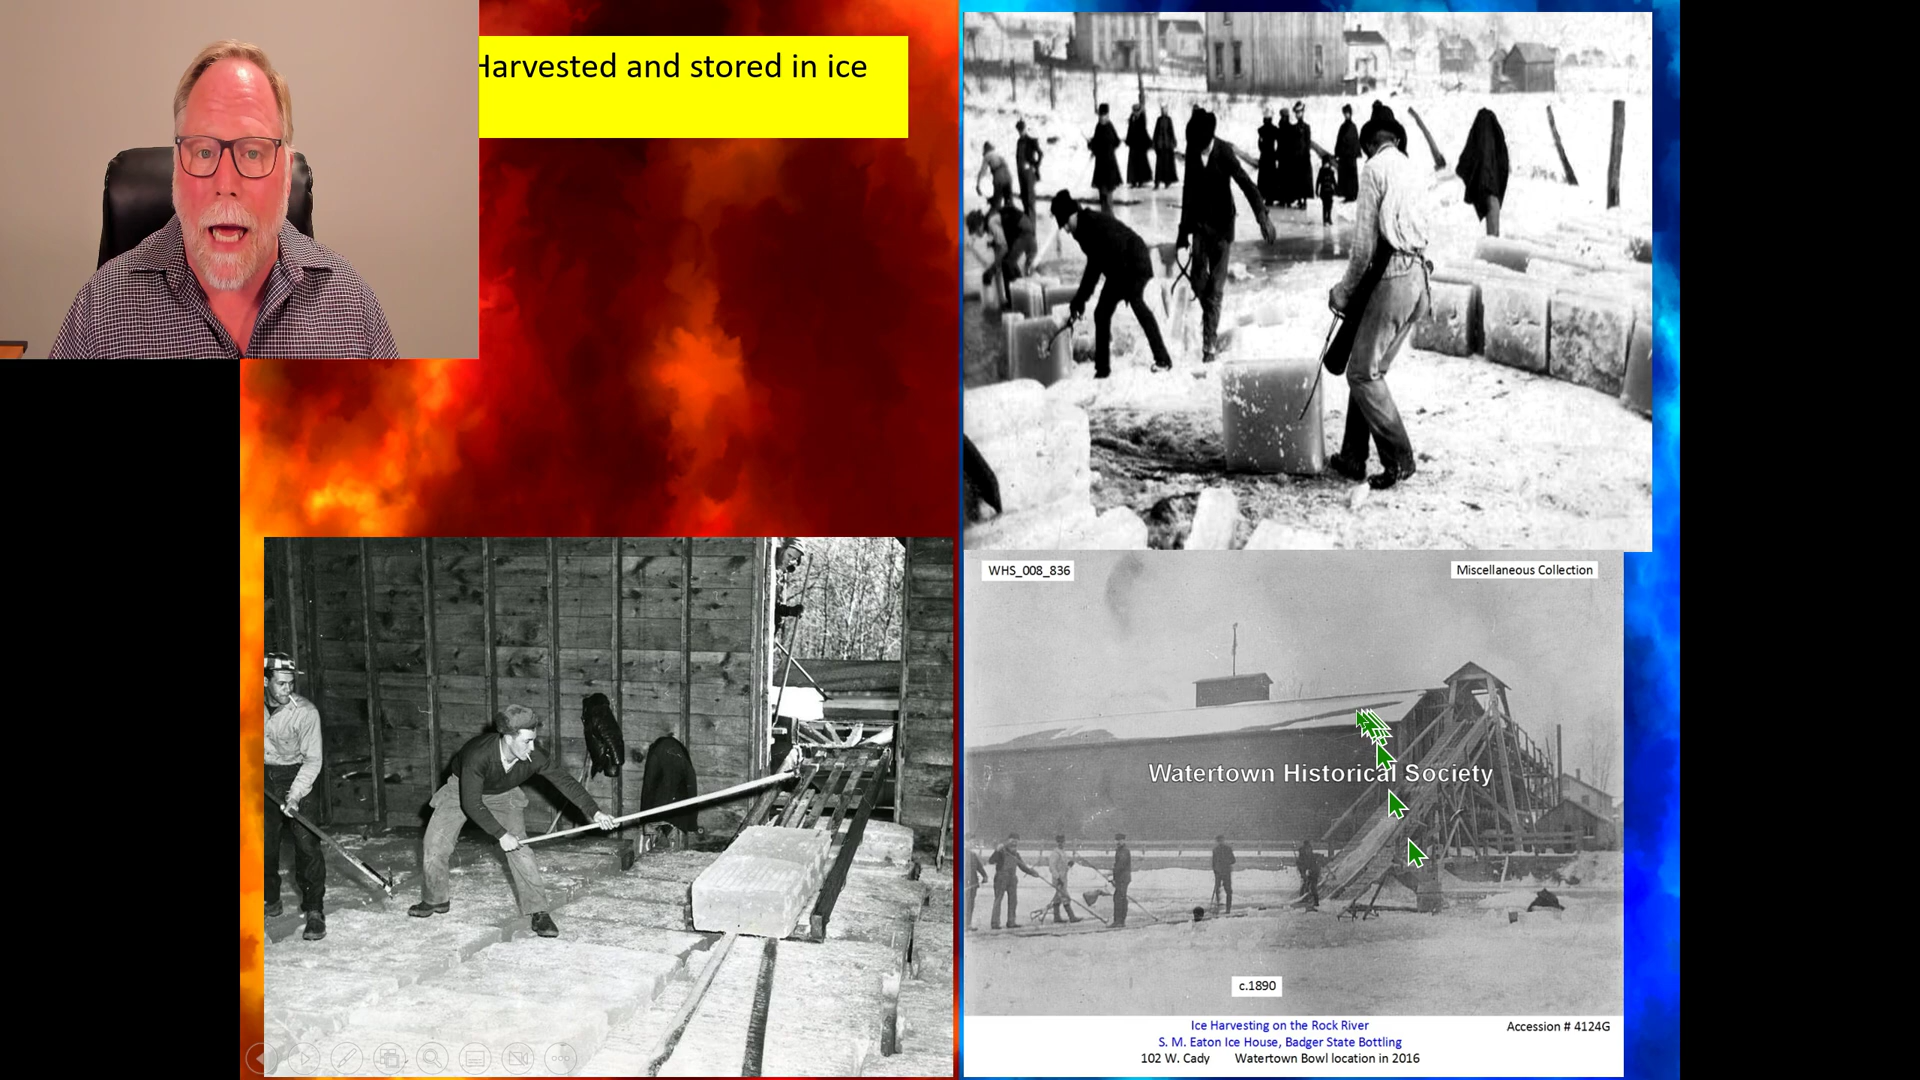 Harvested and stored in ice
WHS_008_836
Miscellaneous Collection
Watertown Historical Society
c.1890
Ice Harvesting on the Rock River
Accession # 4124G
S. M. Eaton Ice House, Badger State Bottling
102 W. Cady Watertown Bowl location in 2016